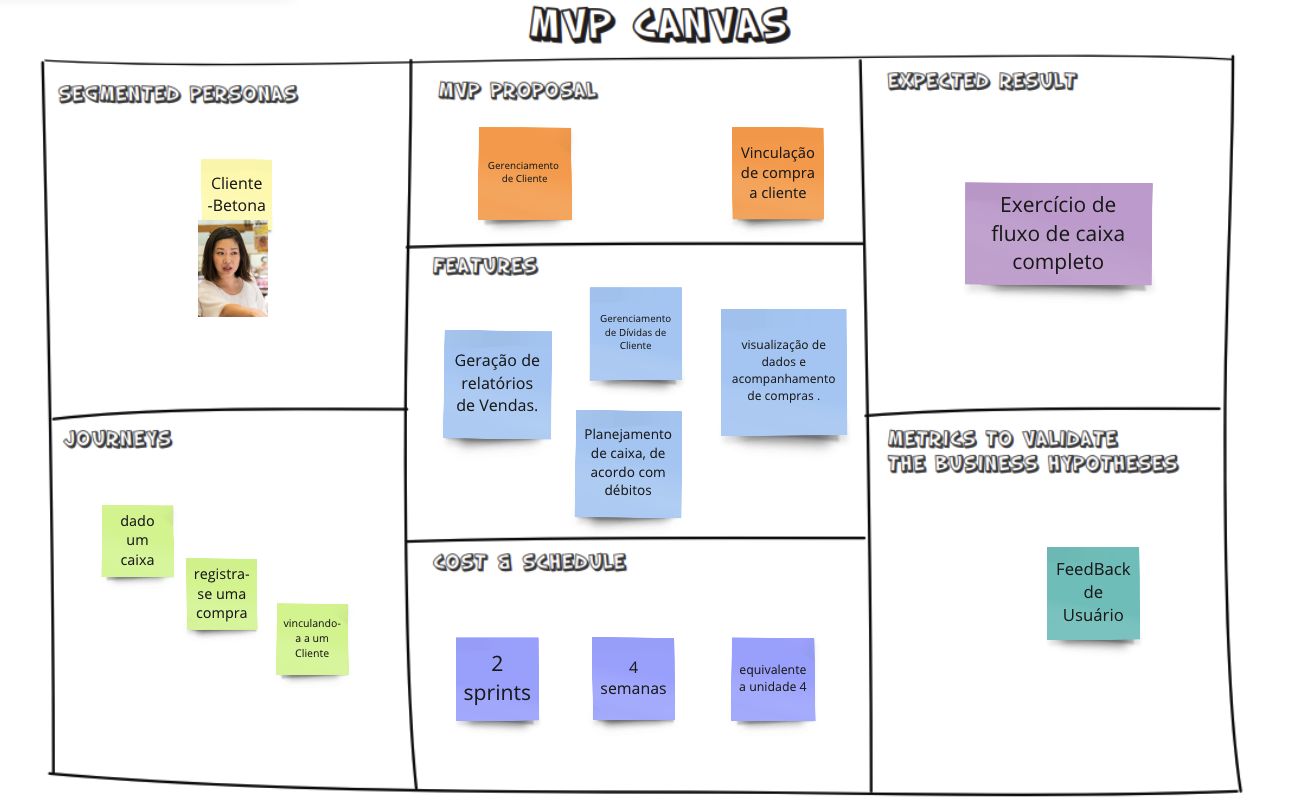 MVP CANVAS
SEGMENTED PERSONAS
Cliente
-Betona
JOURNEYS
dado
um
caixa
registra-
se uma
compra
vinculando-
a a um
Cliente
MVP PROPOSAL
Gerenciamento
de Cliente
Vinculação
de compra
a cliente
FEATURES
Geração de
relatórios
de Vendas.
Gerenciamento
de Dívidas de
Cliente
Planejamento
de caixa, de
acordo com
débitos
visualização de
dados e
acompanhamento
de compras .
COST & SCHEDULE
2
sprints
4
semanas
equivalente
a unidade 4
EXPECTED RESULT
Exercício de
fluxo de caixa
completo
METRICS TO VALIDATE
THE BUSINESS HYPOTHESES
FeedBack
de
Usuário